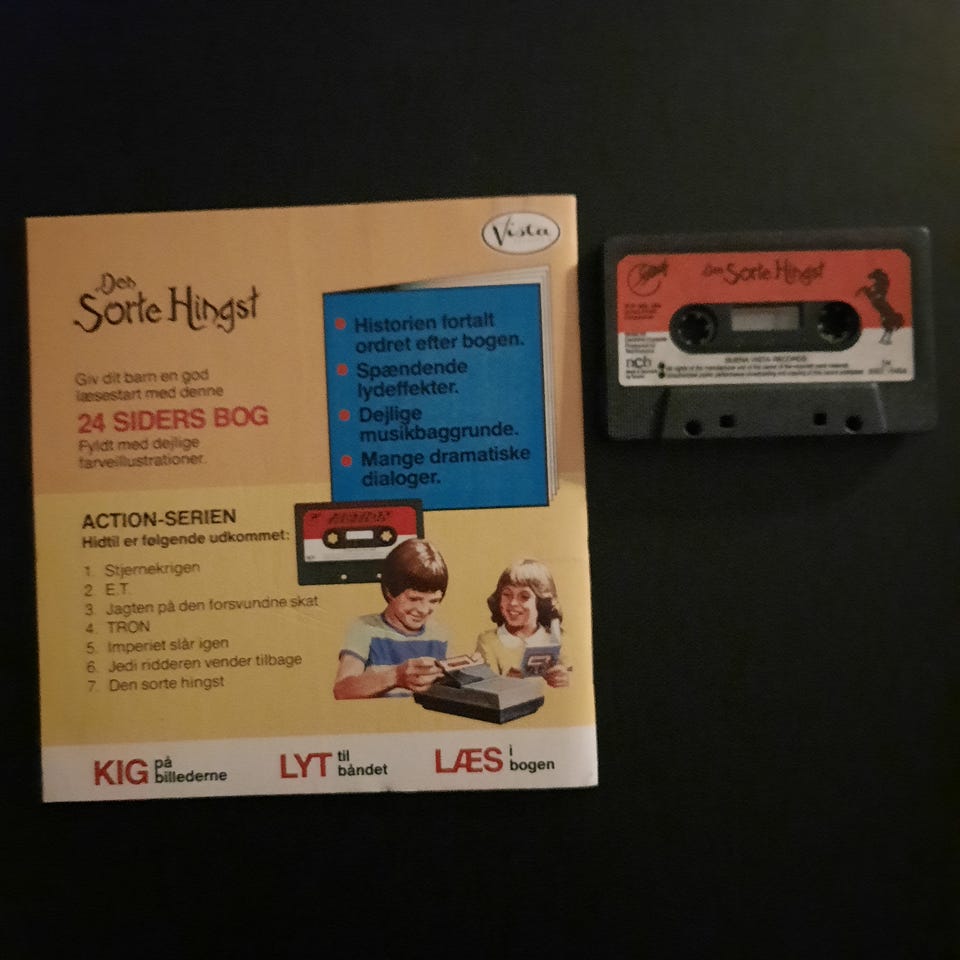 Vista
Den
Sorte Hingst
Giv dit barn en god
læsestart med denne
24 SIDERS BOG
Fyldt med dejlige
farveillustrationer.
Historien fortalt
ordret efter bogen.
Spændende
lydeffekter.
Dejlige
musikbaggrunde.
Mange dramatiske
dialoger.
ACTION-SERIEN
Hidtil er følgende udkommet:
1. Stjernekrigen
2. E.T.
3. Jagten på den forsvundne skat
4. TRON
5. Imperiet slår igen
6. Jedi ridderen vender tilbage
7. Den sorte hingst
KIG på billederne
LYT til båndet
LÆS i bogen
Den Sorte Hingst
ncb
BUENA VISTA RECORDS